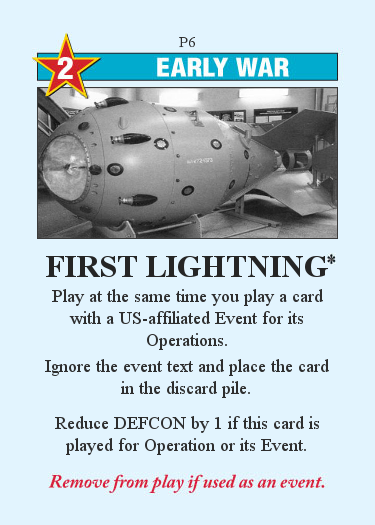 P6
2
EARLY WAR
FIRST LIGHTNING*
Play at the same time you play a card
with a US-affiliated Event for its
Operations.
Ignore the event text and place the card
in the discard pile.
Reduce DEFCON by 1 if this card is
played for Operation or its Event.
Remove from play if used as an event.